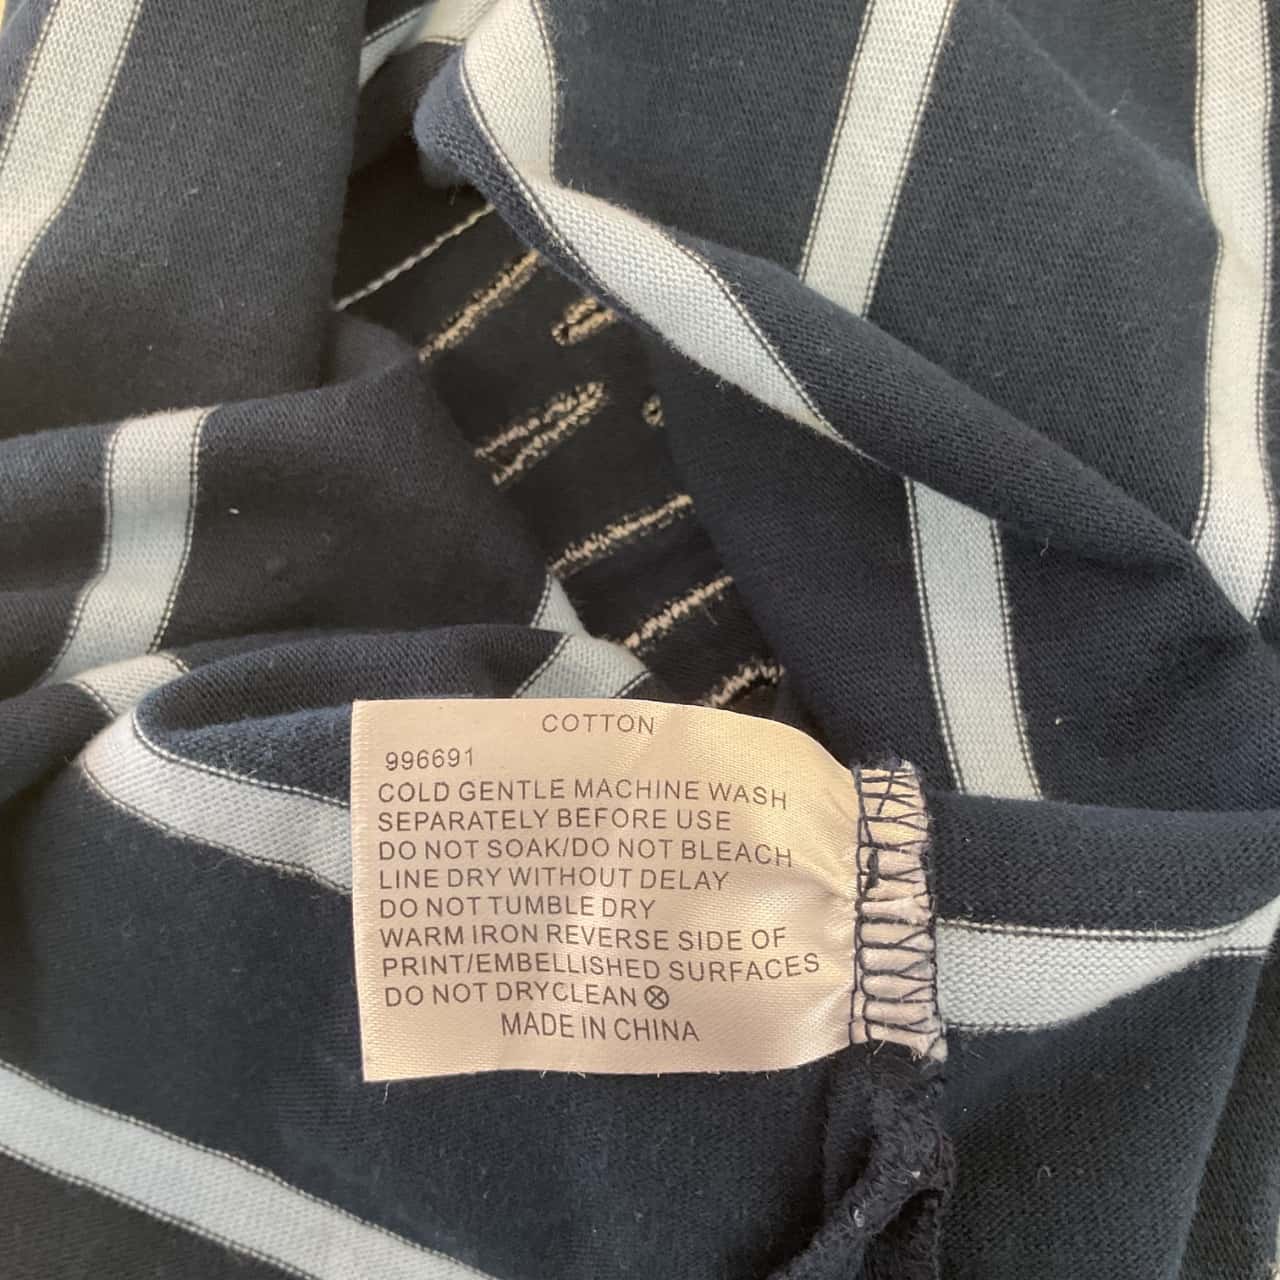 COTTON
996691
COLD GENTLE MACHINE WASH
SEPARATELY BEFORE USE
DO NOT SOAK/DO NOT BLEACH
LINE DRY WITHOUT DELAY
DO NOT TUMBLE DRY
WARM IRON REVERSE SIDE OF
PRINT/EMBELLISHED SURFACES
DO NOT DRYCLEAN
MADE IN CHINA